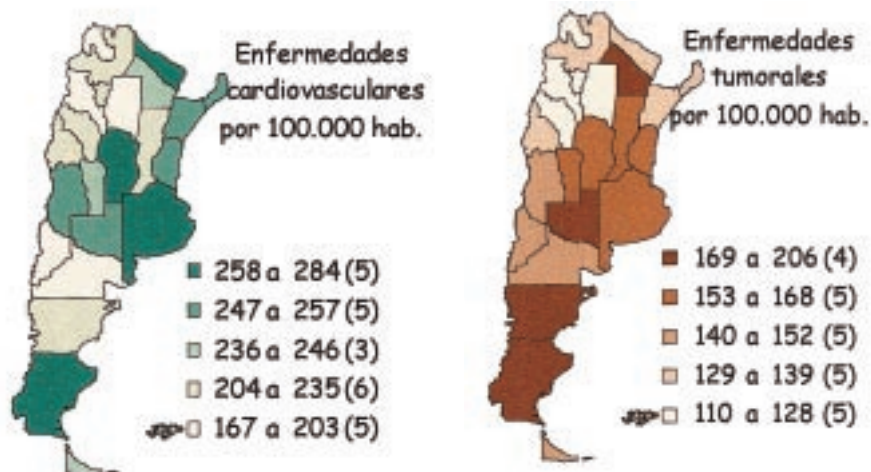 Enfermedades
cardiovasculares
por 100.000 hab.
258 a 284 (5)
247 a 257 (5)
236 a 246 (3)
204 a 235 (6)
167 a 203 (5)
Enfermedades
tumorales
por 100.000 hab.
169 a 206 (4)
153 a 168 (5)
140 a 152 (5)
129 a 139 (5)
110 a 128 (5)